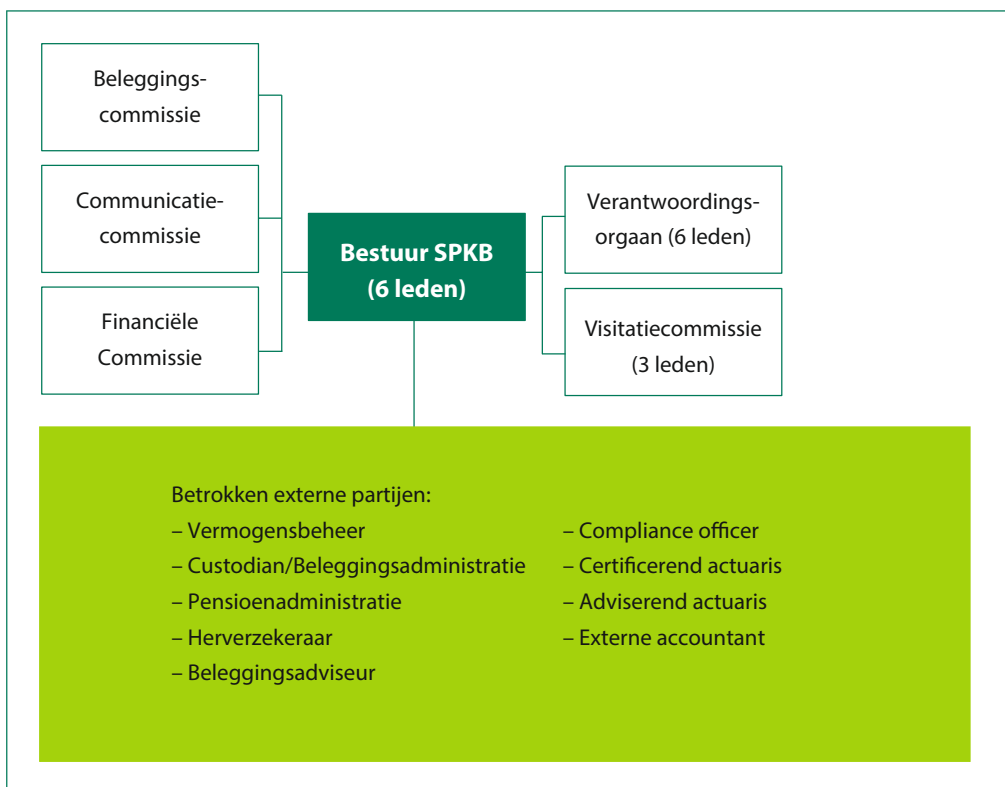 Beleggings-
commissie
Communicatie-
commissie
Financiële
Commissie
Bestuur SPKB
(6 leden)
Verantwoordings-
orgaan (6 leden)
Visitatiecommissie
(3 leden)
Betrokken externe partijen:
– Vermogensbeheer
– Custodian/Beleggingsadministratie
– Pensioenadministratie
– Herverzekeraar
– Beleggingsadviseur
– Compliance officer
– Certificerend actuaris
– Adviserend actuaris
– Externe accountant